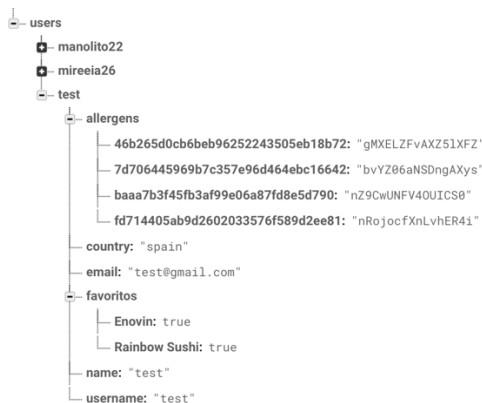 users
manolito22
mireeia26
test
allergens
46b265d0cb6beb96252243505eb18b72: "gMXELZFvAXZ5lXFZ"
7d706445969b7c357e96d464ebc16642: "bvYZ06aNSDngAXys"
baaa7b3f45fb3af99e06a87fd8e5d790: "nZ9CwUNFV4OUICS0"
fd714405ab9d2602033576f589d2ee81: "nRojocfXnLvhER4i"
country: "spain"
email: "test@gmail.com"
favoritos
Enovin: true
Rainbow Sushi: true
name: "test"
username: "test"